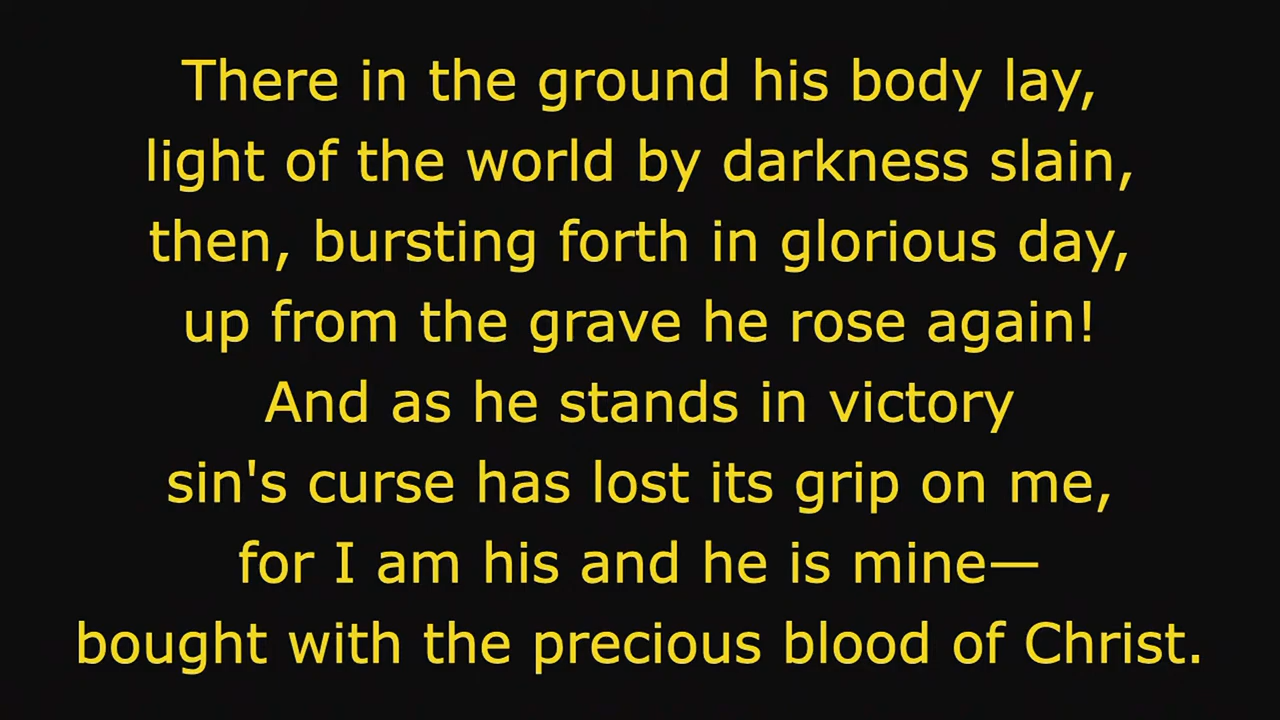 There in the ground his body lay,
light of the world by darkness slain,
then, bursting forth in glorious day,
up from the grave he rose again!
And as he stands in victory
sin's curse has lost its grip on me,
for I am his and he is mine—
bought with the precious blood of Christ.